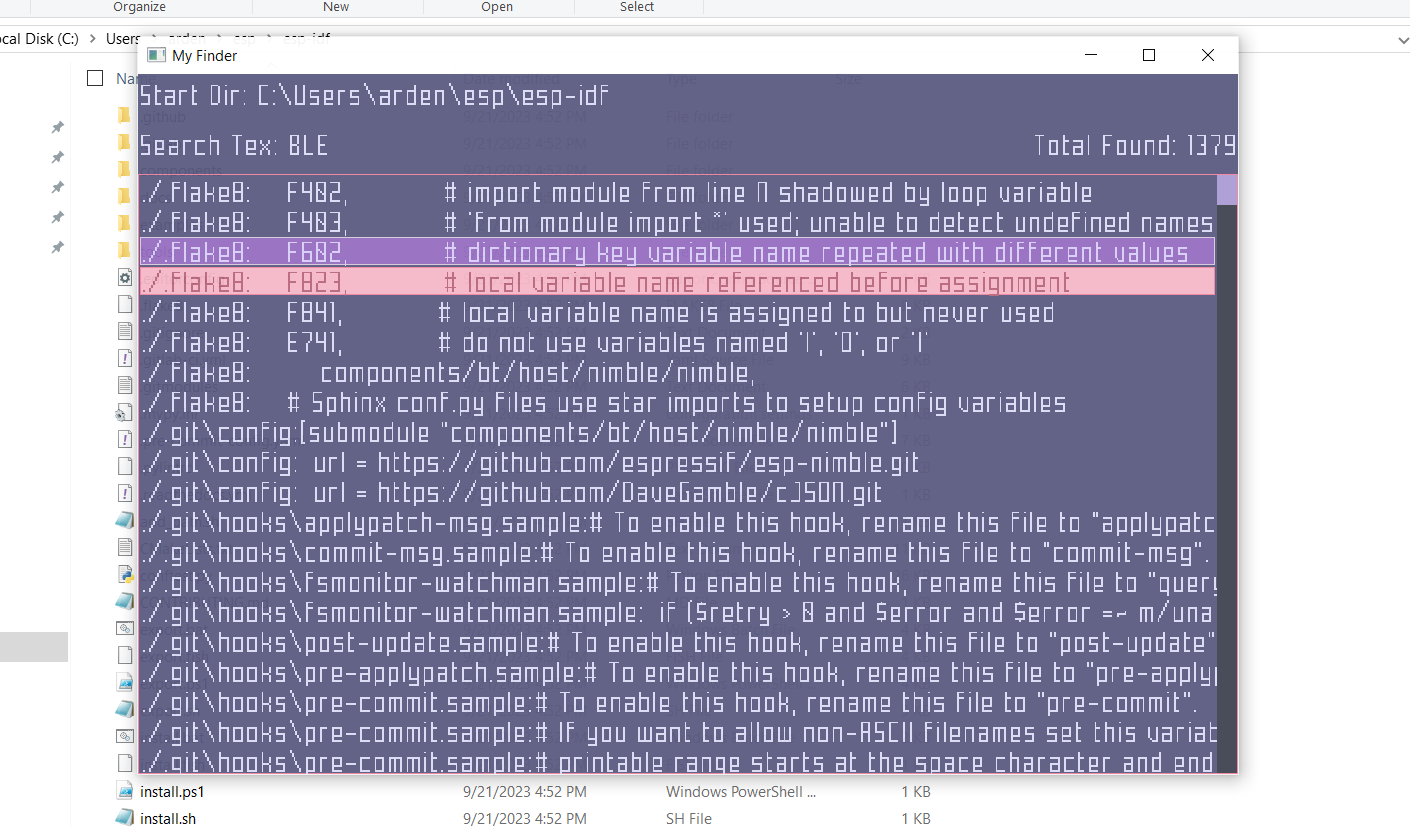 Organize New Open Select
cal Disk (C:) > Users > arden > esp > esp-idf
My Finder
Name Date modified Type Size
Start Dir: C:\Users\arden\esp\esp-idf
.github 9/21/2023 4:52 PM File folder
Search Tex: BLE Total Found: 1379
components
./.flake8: F402, # import module from line N shadowed by loop variable
./.flake8: F403, # 'from module import *' used; unable to detect undefined names
./.flake8: F602, # dictionary key variable name repeated with different values
./.flake8: F823, # local variable name referenced before assignment
./.flake8: F841, # local variable name is assigned to but never used
./.flake8: E741, # do not use variables named 'l', 'O', or 'I'
./.flake8: components/bt/host/nimble/nimble,
./.flake8: # Sphinx conf.py files use star imports to setup config variables
./.git\config:[submodule "components/bt/host/nimble/nimble"]
./.git\config: url = https://github.com/espressif/esp-nimble.git
./.git\config: url = https://github.com/DaveGamble/cJSON.git
./.git\hooks\applypatch-msg.sample:# To enable this hook, rename this file to "applypatc
./.git\hooks\commit-msg.sample:# To enable this hook, rename this file to "commit-msg".
./.git\hooks\fsmonitor-watchman.sample:# To enable this hook, rename this file to "query
./.git\hooks\fsmonitor-watchman.sample: if ($retry > 0 and $error and $error =~ m/una
./.git\hooks\post-update.sample:# To enable this hook, rename this file to "post-update"
./.git\hooks\pre-applypatch.sample:# To enable this hook, rename this file to "pre-apply
./.git\hooks\pre-commit.sample:# To enable this hook, rename this file to "pre-commit".
./.git\hooks\pre-commit.sample:# If you want to allow non-ASCII filenames set this variab
./.git\hooks\pre-commit.sample:# printable range starts at the space character and end
install.ps1 9/21/2023 4:52 PM Windows PowerShell ... 1 KB
install.sh 9/21/2023 4:52 PM SH File 1 KB